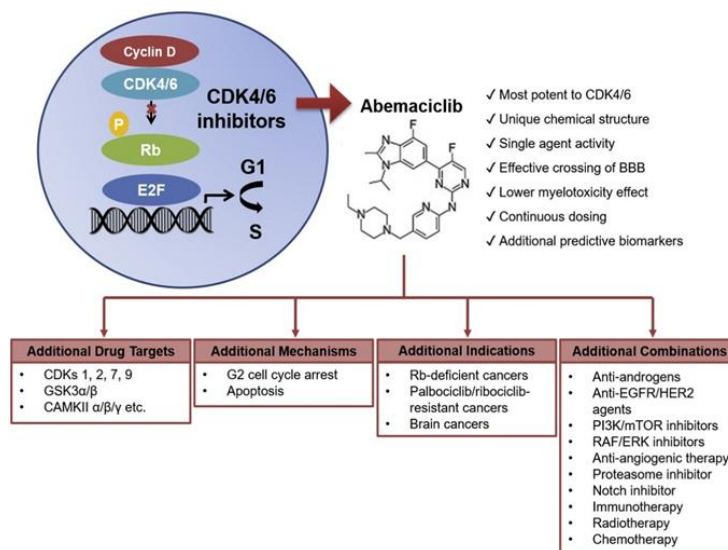 Cyclin D
CDK4/6
P
Rb
E2F
CDK4/6
inhibitors
G1
S
Abemaciclib
F
N
N
F
N
N
N
N
N
N
✓ Most potent to CDK4/6
✓ Unique chemical structure
✓ Single agent activity
✓ Effective crossing of BBB
✓ Lower myelotoxicity effect
✓ Continuous dosing
✓ Additional predictive biomarkers
Additional Drug Targets
• CDKs 1, 2, 7, 9
• GSK3α/β
• CAMKII α/β/γ etc.
Additional Mechanisms
• G2 cell cycle arrest
• Apoptosis
Additional Indications
• Rb-deficient cancers
• Palbociclib/ribociclib-
resistant cancers
• Brain cancers
Additional Combinations
• Anti-androgens
• Anti-EGFR/HER2
agents
• PI3K/mTOR inhibitors
• RAF/ERK inhibitors
• Anti-angiogenic therapy
• Proteasome inhibitor
• Notch inhibitor
• Immunotherapy
• Radiotherapy
• Chemotherapy